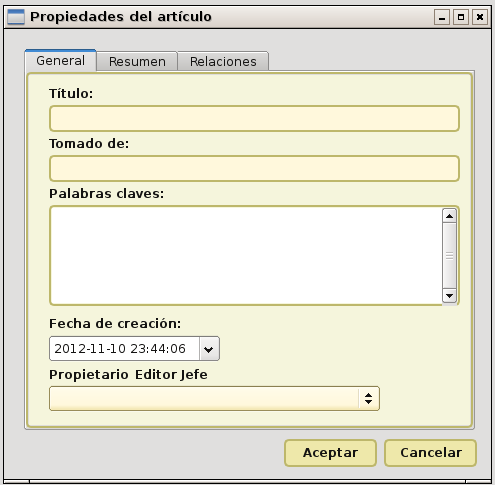 Propiedades del artículo
General Resumen Relaciones
Título:
Tomado de:
Palabras claves:
Fecha de creación:
2012-11-10 23:44:06
Propietario Editor Jefe
Aceptar Cancelar